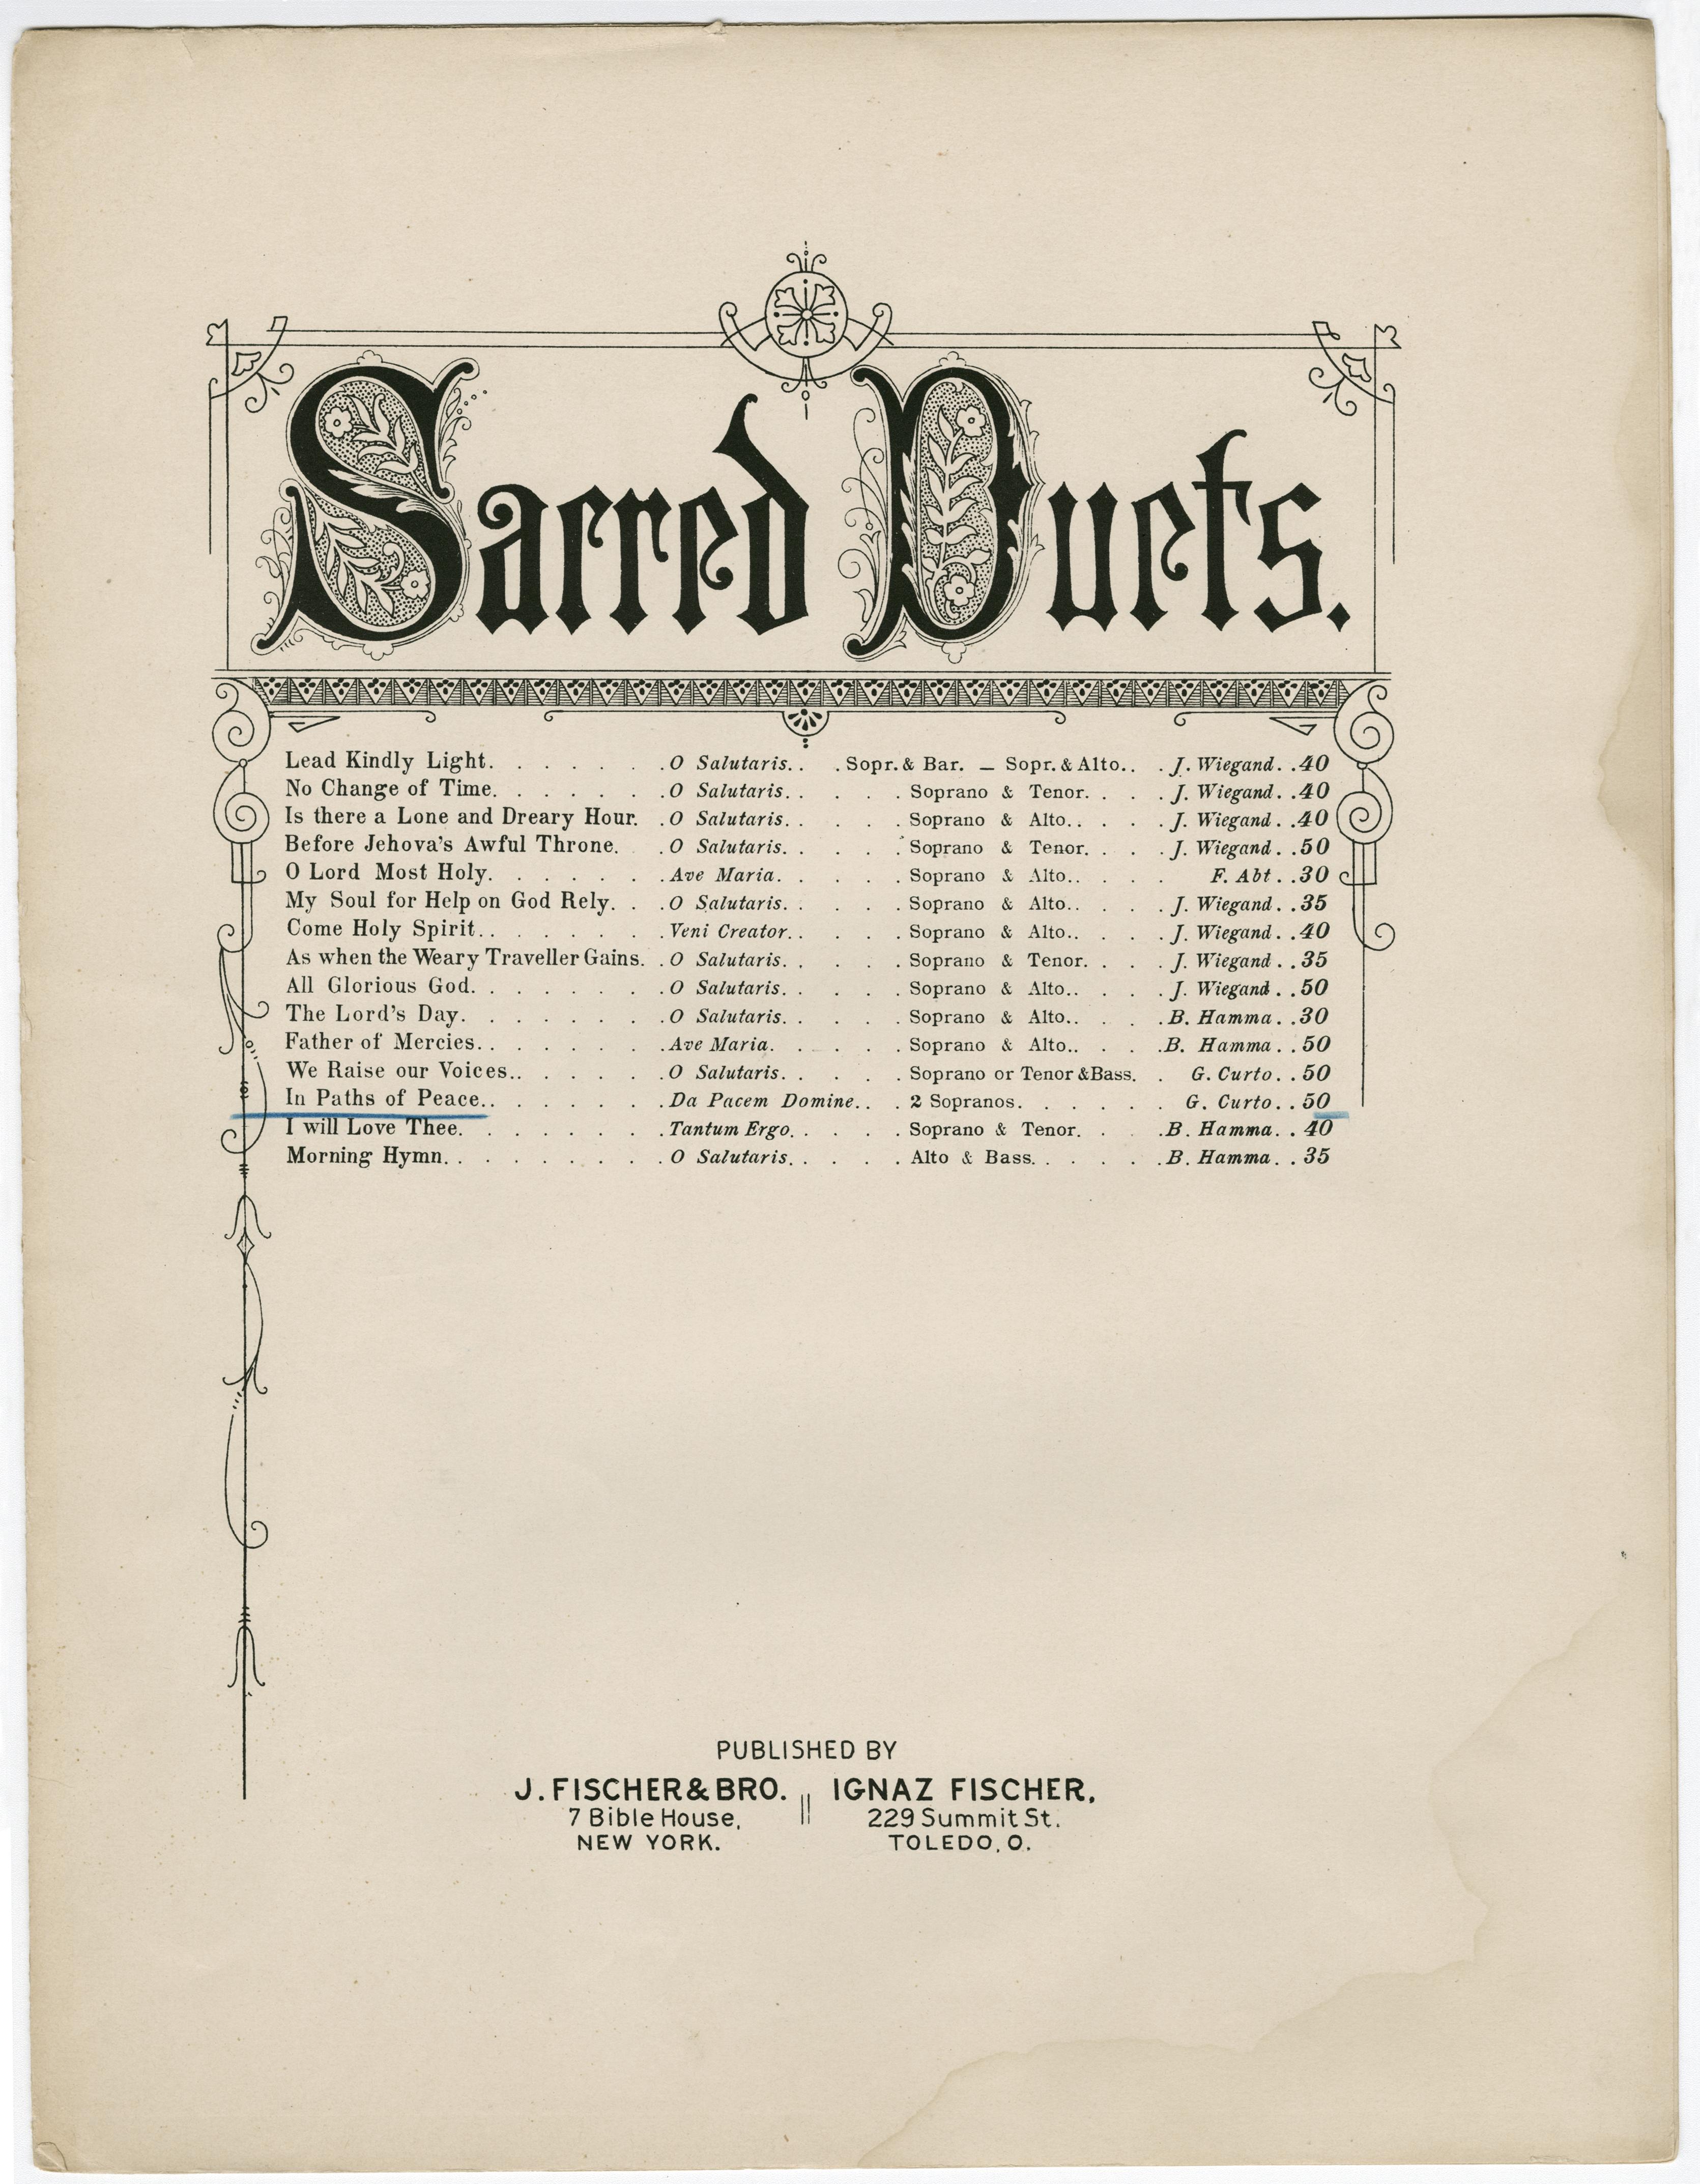 Sacred Duets.
Lead Kindly Light. . . . . . . O Salutaris. . . Sopr. & Bar. – Sopr. & Alto. . . J. Wiegand. . 40
No Change of Time. . . . . . . O Salutaris. . . . . Soprano & Tenor. . . . J. Wiegand. . 40
Is there a Lone and Dreary Hour. . O Salutaris. . . . . Soprano & Alto. . . . . J. Wiegand. . 40
Before Jehova's Awful Throne. . . O Salutaris. . . . . Soprano & Tenor. . . . J. Wiegand. . 50
O Lord Most Holy. . . . . . . Ave Maria. . . . . Soprano & Alto. . . . . F. Abt. . 30
My Soul for Help on God Rely. . . O Salutaris. . . . . Soprano & Alto. . . . . J. Wiegand. . 35
Come Holy Spirit. . . . . . . Veni Creator. . . . . Soprano & Alto. . . . . J. Wiegand. . 40
As when the Weary Traveller Gains. . O Salutaris. . . . . Soprano & Tenor. . . . J. Wiegand. . 35
All Glorious God. . . . . . . O Salutaris. . . . . Soprano & Alto. . . . . J. Wiegand. . 50
The Lord's Day. . . . . . . O Salutaris. . . . . Soprano & Alto. . . . . B. Hamma. . 30
Father of Mercies. . . . . . . Ave Maria. . . . . Soprano & Alto. . . . . B. Hamma. . 50
We Raise our Voices. . . . . . O Salutaris. . . . . Soprano or Tenor & Bass. . G. Curto. . 50
In Paths of Peace. . . . . . . Da Pacem Domine. . . 2 Sopranos. . . . . . G. Curto. . 50
I will Love Thee. . . . . . . Tantum Ergo. . . . . Soprano & Tenor. . . . B. Hamma. . 40
Morning Hymn. . . . . . . . O Salutaris. . . . . Alto & Bass. . . . . . B. Hamma. . 35
PUBLISHED BY
J. FISCHER & BRO. || IGNAZ FISCHER,
7 Bible House, 229 Summit St.
NEW YORK. TOLEDO, O.